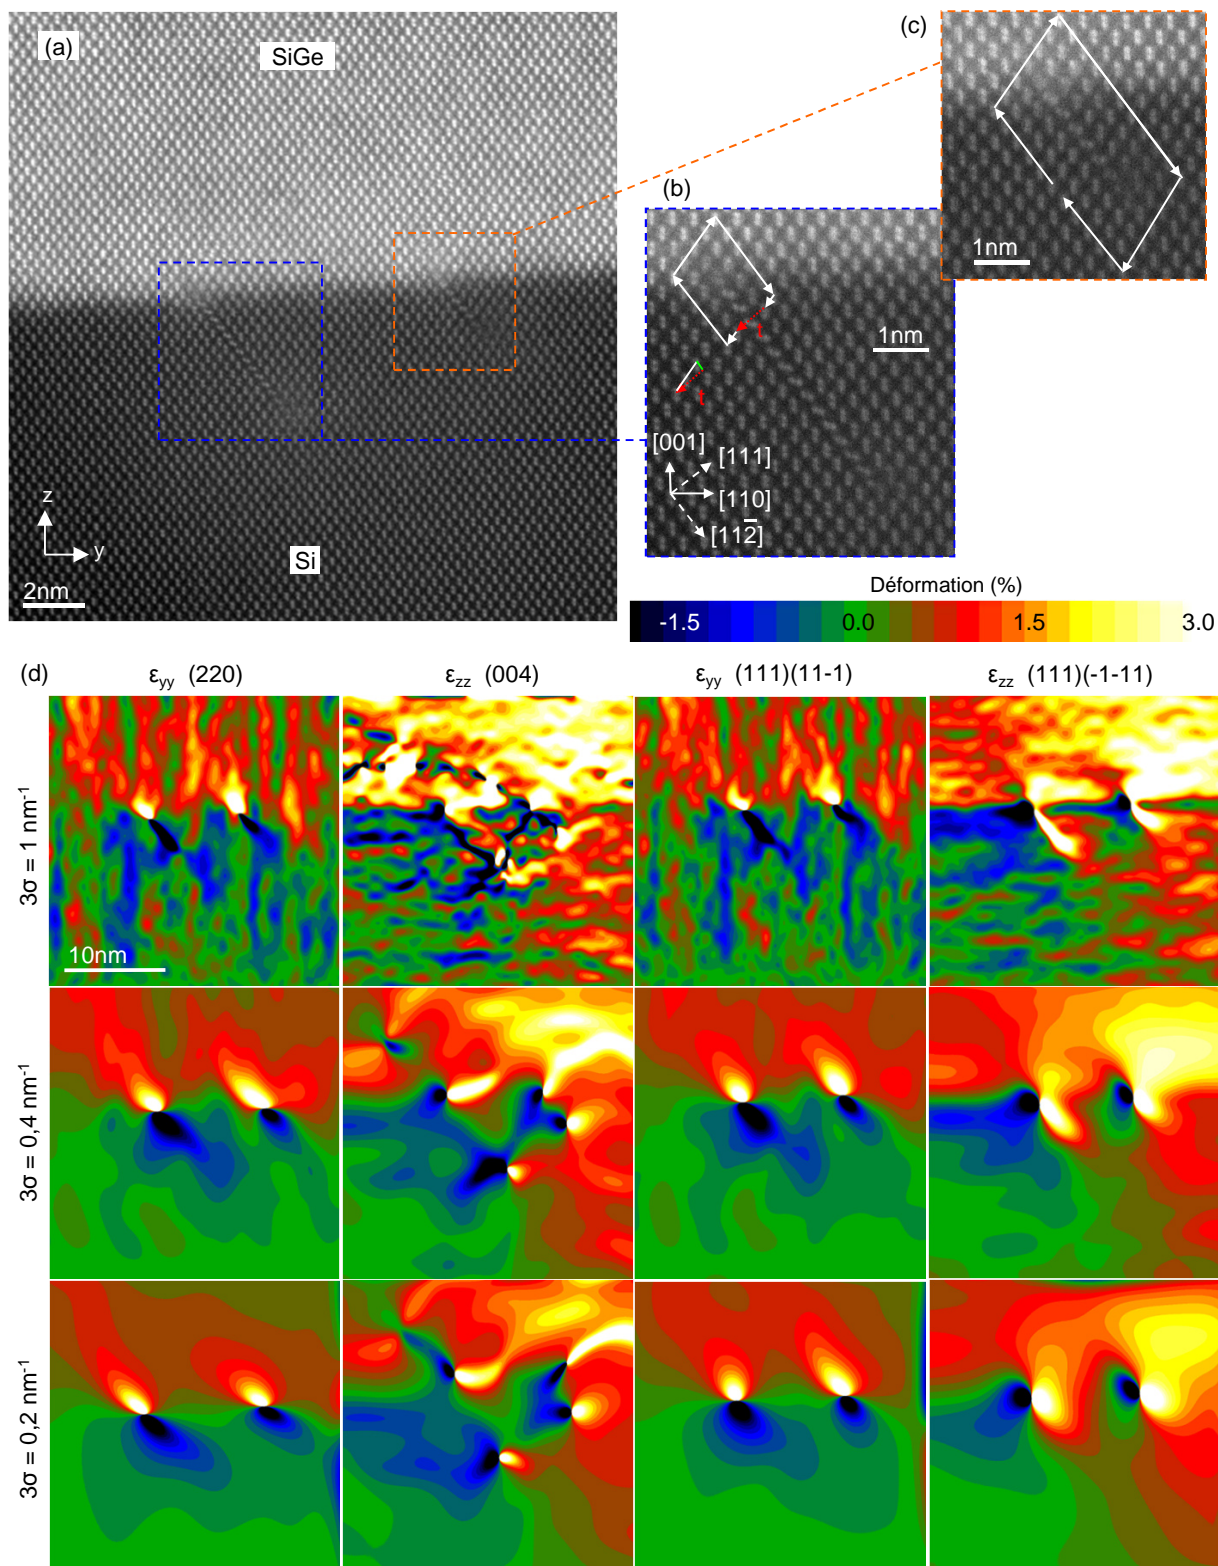 (a)
SiGe
(c)
1nm
(b)
t
1nm
t
[001]
[111]
[110]
[112̅]
z
y
Si
2nm
Déformation (%)
-1.5 0.0 1.5 3.0
(d)
εyy (220) εzz (004) εyy (111)(11-1) εzz (111)(-1-11)
3σ = 1 nm⁻¹
10nm
3σ = 0,4 nm⁻¹
3σ = 0,2 nm⁻¹